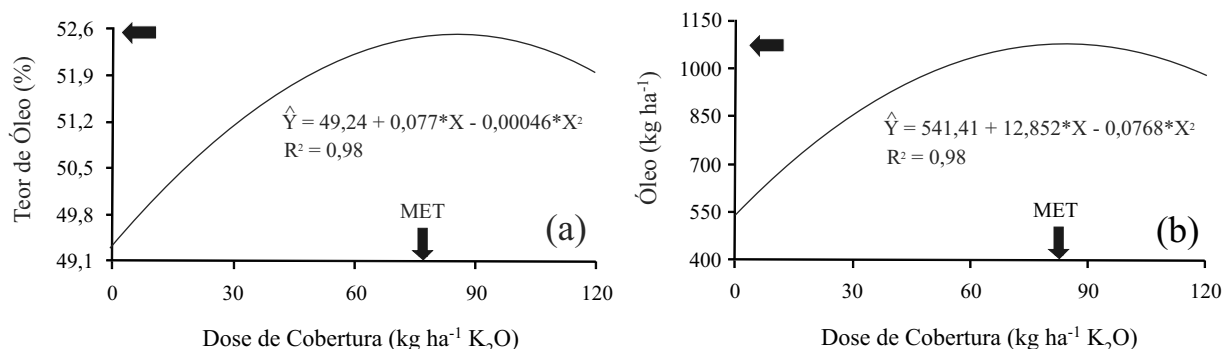 52,6
51,9
51,2
50,5
49,8
49,1
Teor de Óleo (%)
Ŷ = 49,24 + 0,077*X - 0,00046*X²
R² = 0,98
MET
(a)
0 30 60 90 120
Dose de Cobertura (kg ha⁻¹ K₂O)
1150
1000
850
700
550
400
Óleo (kg ha⁻¹)
Ŷ = 541,41 + 12,852*X - 0,0768*X²
R² = 0,98
MET
(b)
0 30 60 90 120
Dose de Cobertura (kg ha⁻¹ K₂O)